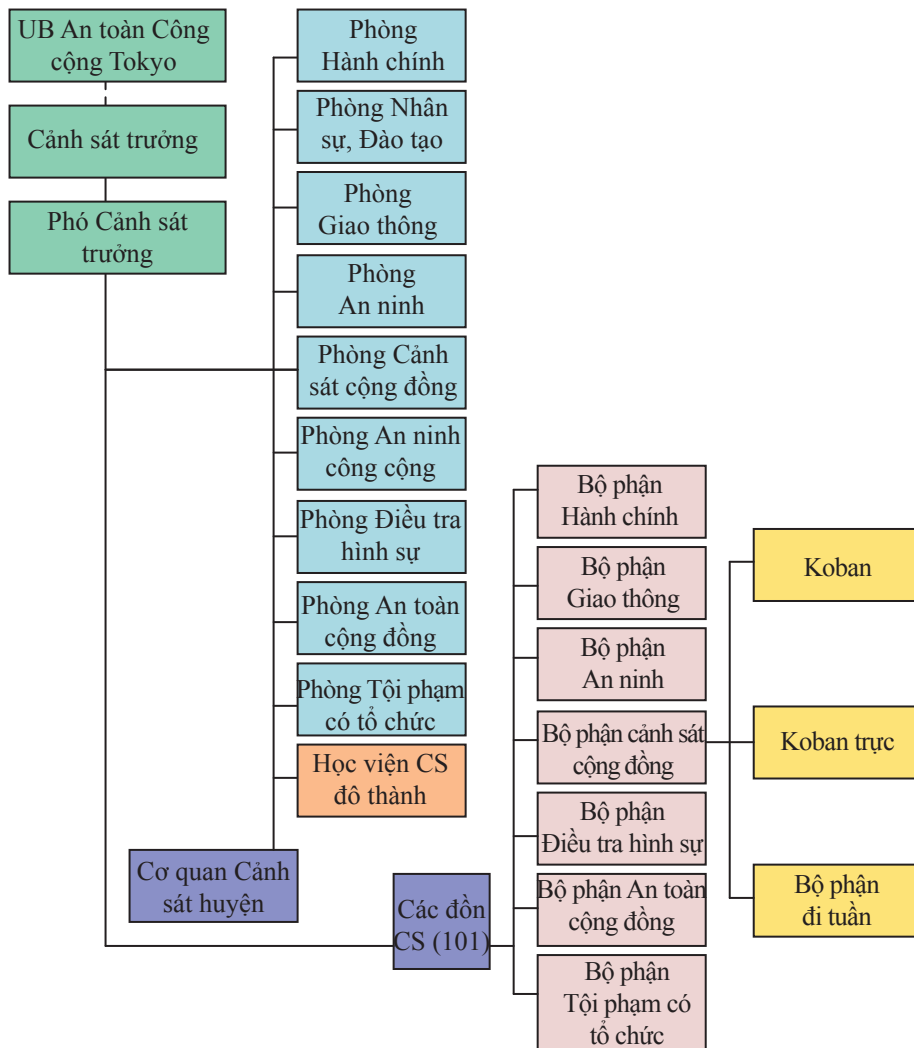 UB An toàn Công
cộng Tokyo
Cảnh sát trưởng
Phó Cảnh sát
trưởng
Phòng
Hành chính
Phòng Nhân
sự, Đào tạo
Phòng
Giao thông
Phòng
An ninh
Phòng Cảnh
sát cộng đồng
Phòng An ninh
công cộng
Phòng Điều tra
hình sự
Phòng An toàn
cộng đồng
Phòng Tội phạm
có tổ chức
Học viện CS
đô thành
Cơ quan Cảnh
sát huyện
Các đồn
CS (101)
Bộ phận
Hành chính
Bộ phận
Giao thông
Bộ phận
An ninh
Bộ phận cảnh sát
cộng đồng
Bộ phận
Điều tra hình sự
Bộ phận An toàn
cộng đồng
Bộ phận
Tội phạm có
tổ chức
Koban
Koban trực
Bộ phận
đi tuần